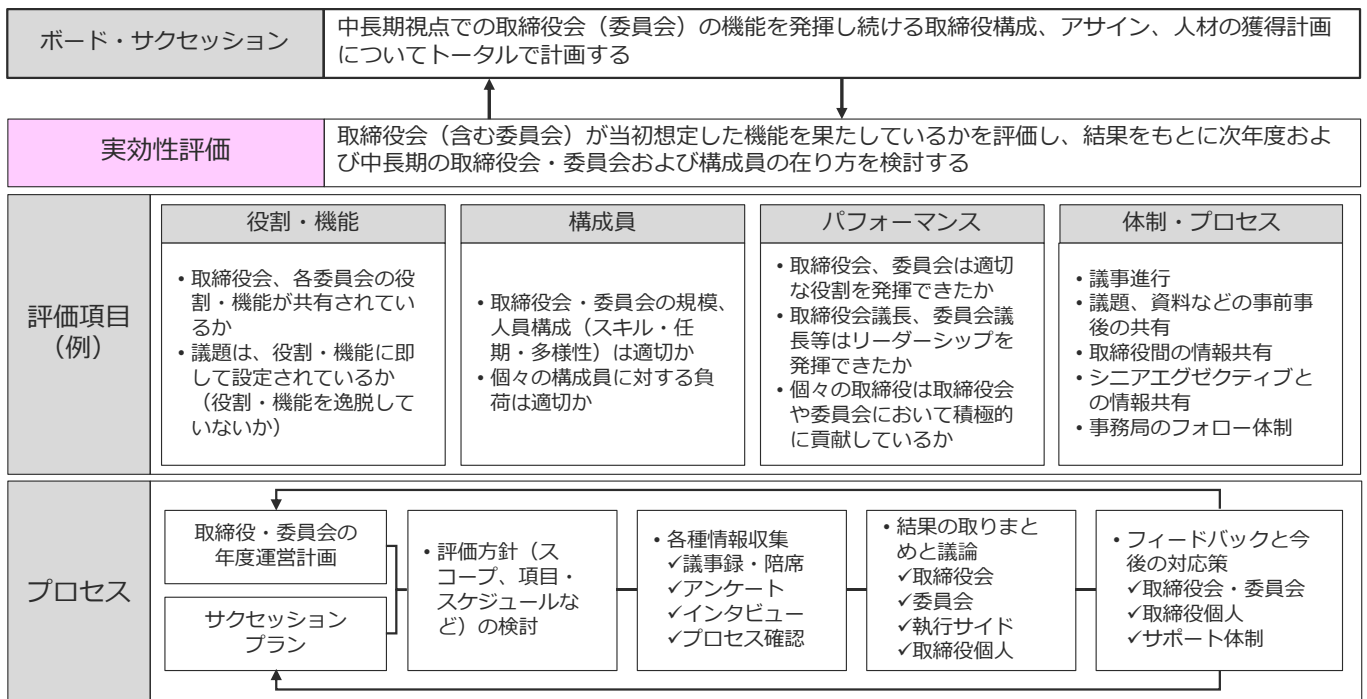 ボード・サクセッション
中長期視点での取締役会（委員会）の機能を発揮し続ける取締役構成、アサイン、人材の獲得計画
についてトータルで計画する
実効性評価
取締役会（含む委員会）が当初想定した機能を果たしているかを評価し、結果をもとに次年度およ
び中長期の取締役会・委員会および構成員の在り方を検討する
評価項目
（例）
役割・機能
• 取締役会、各委員会の役
割・機能が共有されてい
るか
• 議題は、役割・機能に即
して設定されているか
（役割・機能を逸脱して
いないか）
構成員
• 取締役会・委員会の規模、
人員構成（スキル・任
期・多様性）は適切か
• 個々の構成員に対する負
荷は適切か
パフォーマンス
• 取締役会、委員会は適切
な役割を発揮できたか
• 取締役会議長、委員会議
長等はリーダーシップを
発揮できたか
• 個々の取締役は取締役会
や委員会において積極的
に貢献しているか
体制・プロセス
• 議事進行
• 議題、資料などの事前事
後の共有
• 取締役間の情報共有
• シニアエグゼクティブと
の情報共有
• 事務局のフォロー体制
プロセス
取締役・委員会の
年度運営計画
サクセッション
プラン
• 評価方針（ス
コープ、項目・
スケジュールな
ど）の検討
• 各種情報収集
✓議事録・陪席
✓アンケート
✓インタビュー
✓プロセス確認
• 結果の取りまと
めと議論
✓取締役会
✓委員会
✓執行サイド
✓取締役個人
• フィードバックと今
後の対応策
✓取締役会・委員会
✓取締役個人
✓サポート体制